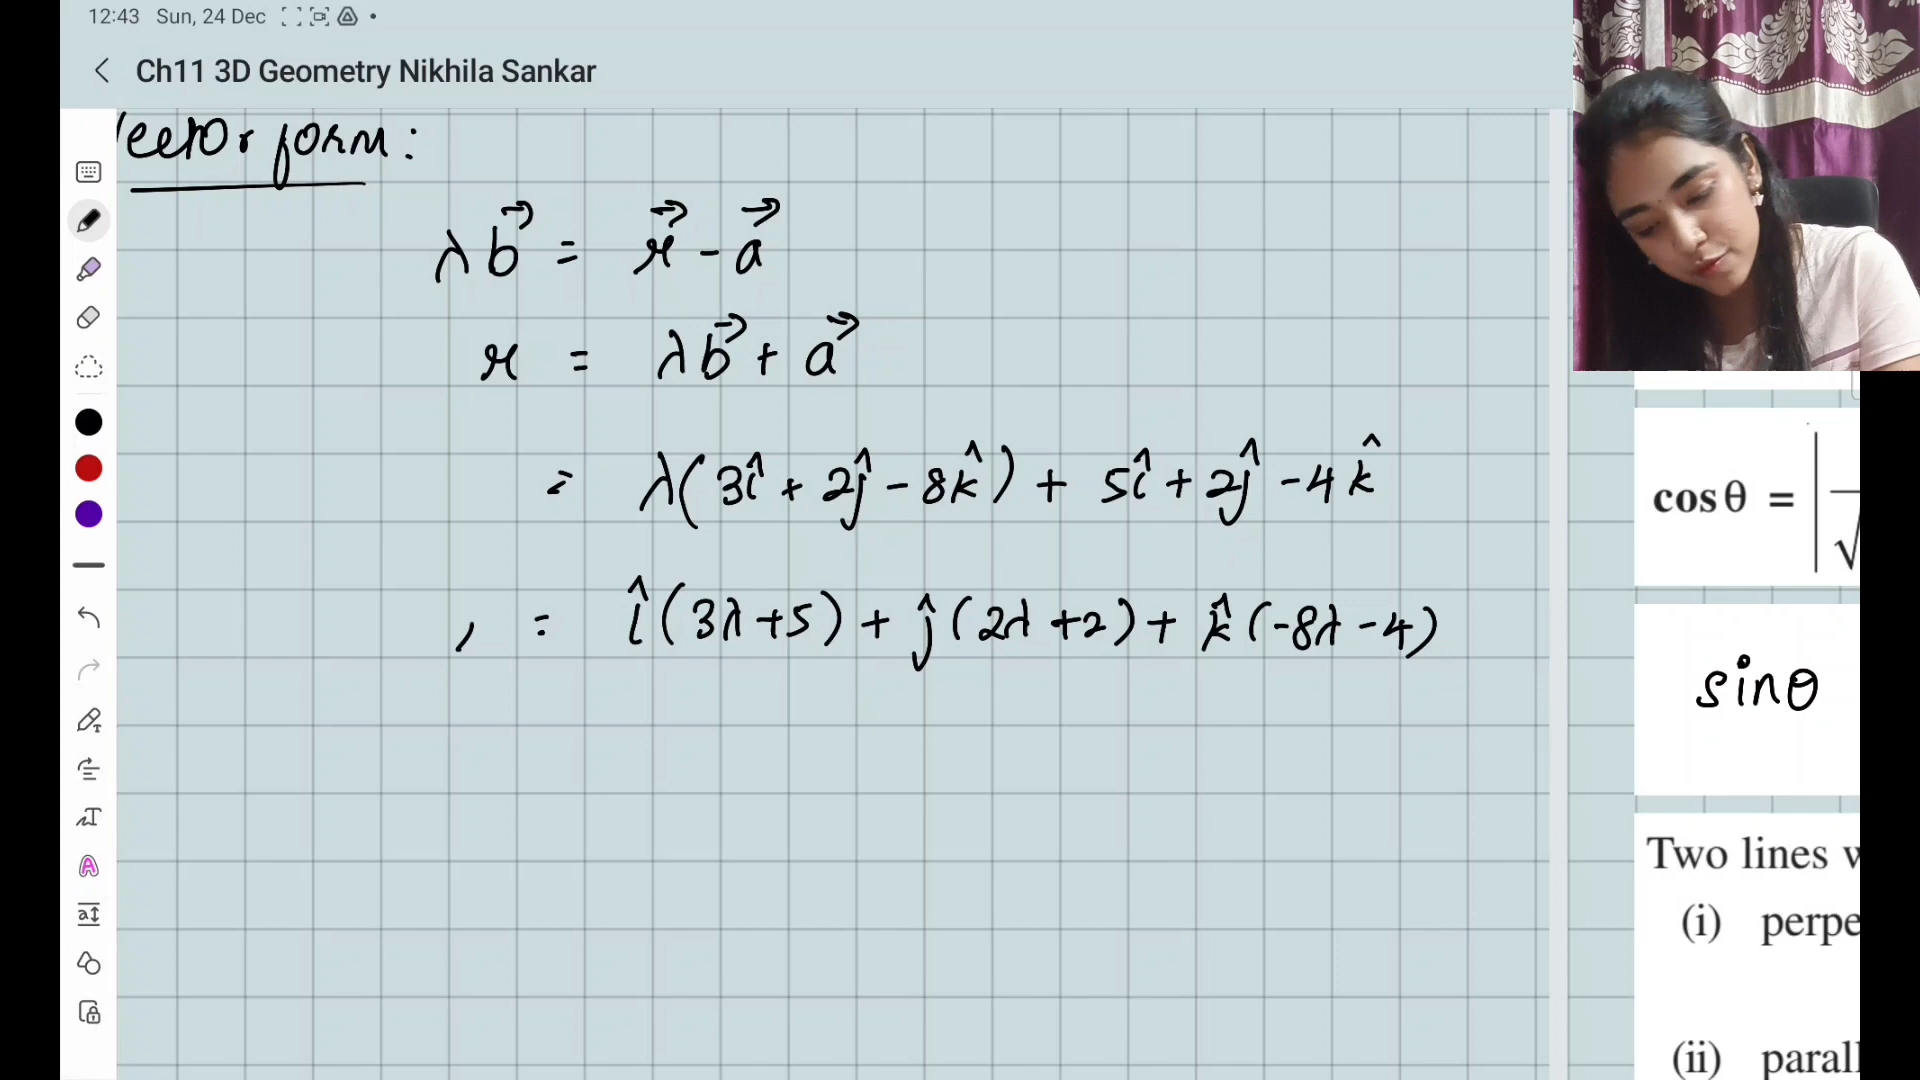 12:43 Sun, 24 Dec
Ch11 3D Geometry Nikhila Sankar
Vector form:
λb⃗ = r⃗ - a⃗
r = λb⃗ + a⃗
= λ(3î + 2ĵ - 8k̂) + 5î + 2ĵ - 4k̂
, = î(3λ+5) + ĵ(2λ+2) + k̂(-8λ-4)
cos θ =
sinθ
Two lines
(i) perpe
(ii) parall